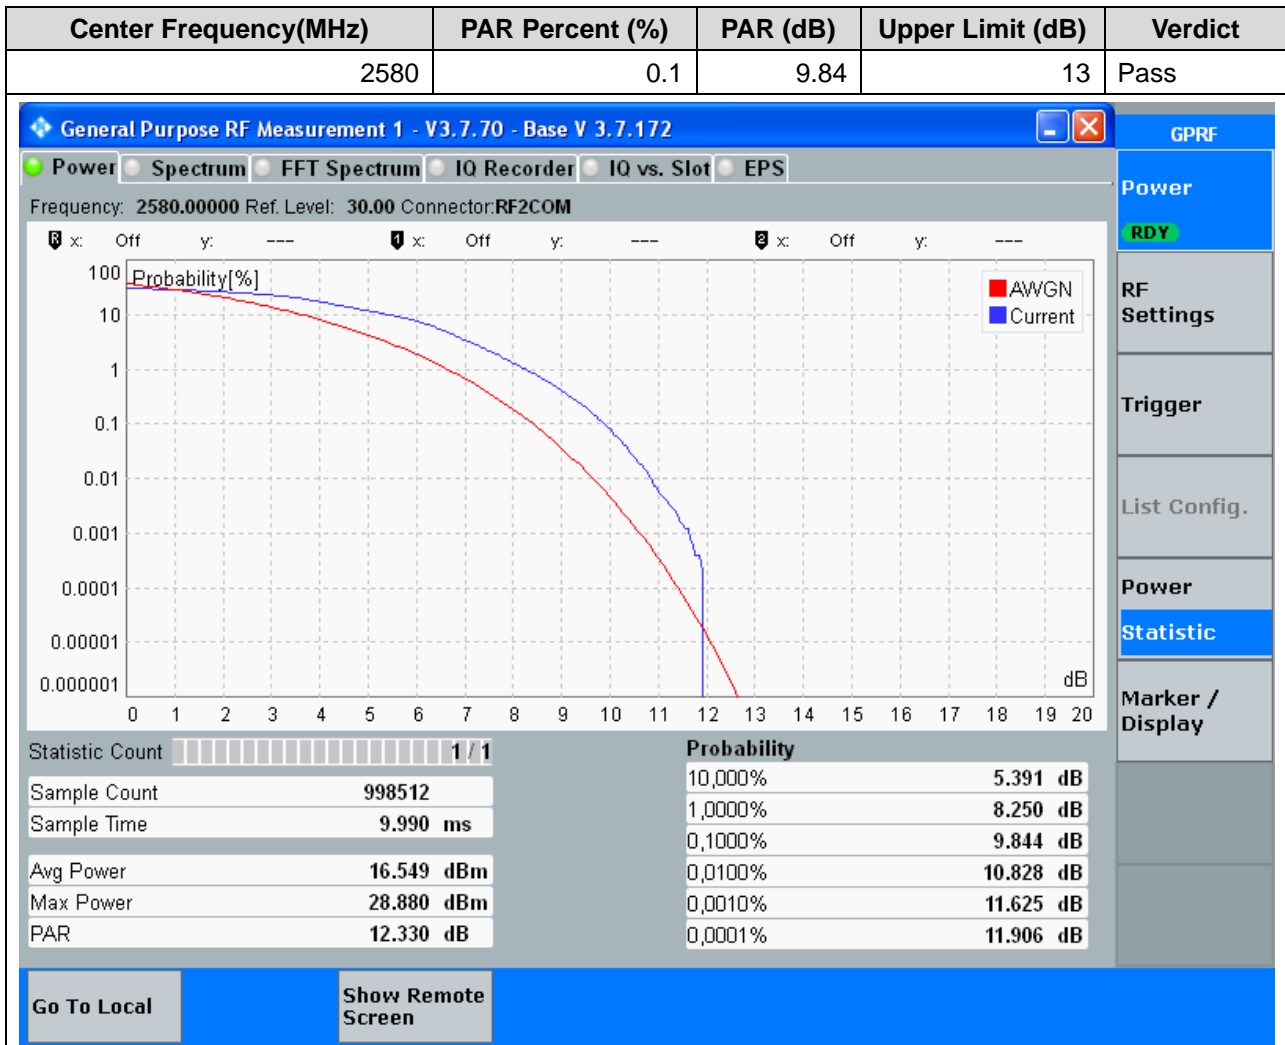 Center Frequency(MHz) PAR Percent (%) PAR (dB) Upper Limit (dB) Verdict
2580 0.1 9.84 13 Pass
General Purpose RF Measurement 1 - V3.7.70 - Base V 3.7.172
GPRF
Power Spectrum FFT Spectrum IQ Recorder IQ vs. Slot EPS
Power
RDY
Frequency: 2580.00000 Ref. Level: 30.00 Connector:RF2COM
R x: Off y: --- 1 x: Off y: --- 2 x: Off y: ---
Probability[%]
AWGN
Current
100
10
1
0.1
0.01
0.001
0.0001
0.00001
0.000001
dB
0 1 2 3 4 5 6 7 8 9 10 11 12 13 14 15 16 17 18 19 20
RF
Settings
Trigger
List Config.
Power
Statistic
Marker /
Display
Statistic Count 1 / 1
Sample Count 998512
Sample Time 9.990 ms
Avg Power 16.549 dBm
Max Power 28.880 dBm
PAR 12.330 dB
Probability
10,000% 5.391 dB
1,0000% 8.250 dB
0,1000% 9.844 dB
0,0100% 10.828 dB
0,0010% 11.625 dB
0,0001% 11.906 dB
Go To Local
Show Remote
Screen